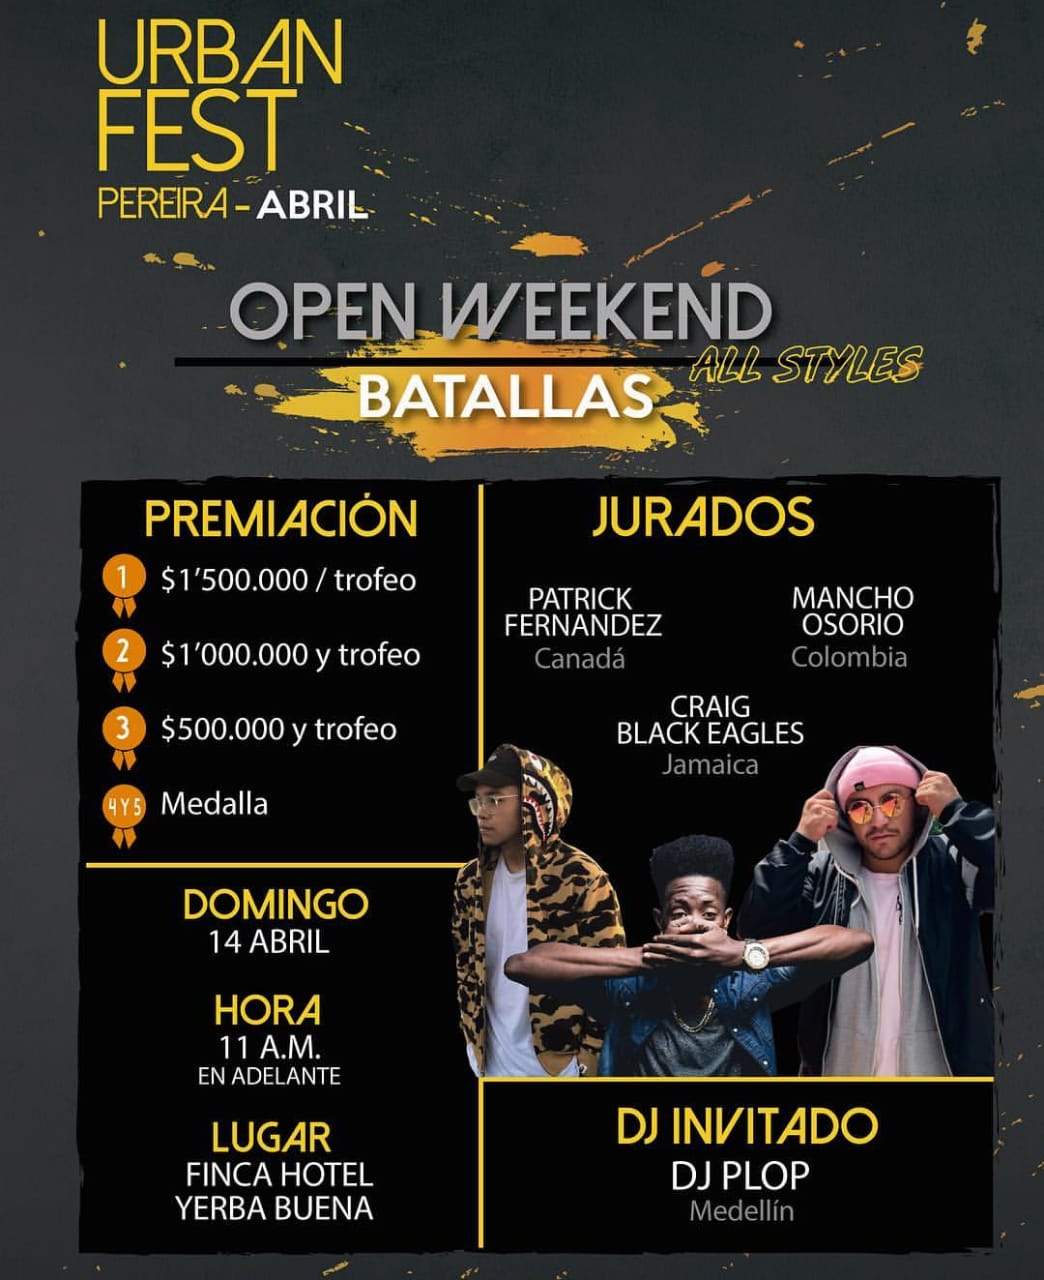 URBAN
FEST
PEREIRA - ABRIL
OPEN WEEKEND
ALL STYLES
BATALLAS
PREMIACIÓN
1 $1'500.000 / trofeo
2 $1'000.000 y trofeo
3 $500.000 y trofeo
4 Y 5 Medalla
JURADOS
PATRICK
FERNANDEZ
Canadá
MANCHO
OSORIO
Colombia
CRAIG
BLACK EAGLES
Jamaica
DOMINGO
14 ABRIL
HORA
11 A.M.
EN ADELANTE
LUGAR
FINCA HOTEL
YERBA BUENA
DJ INVITADO
DJ PLOP
Medellín